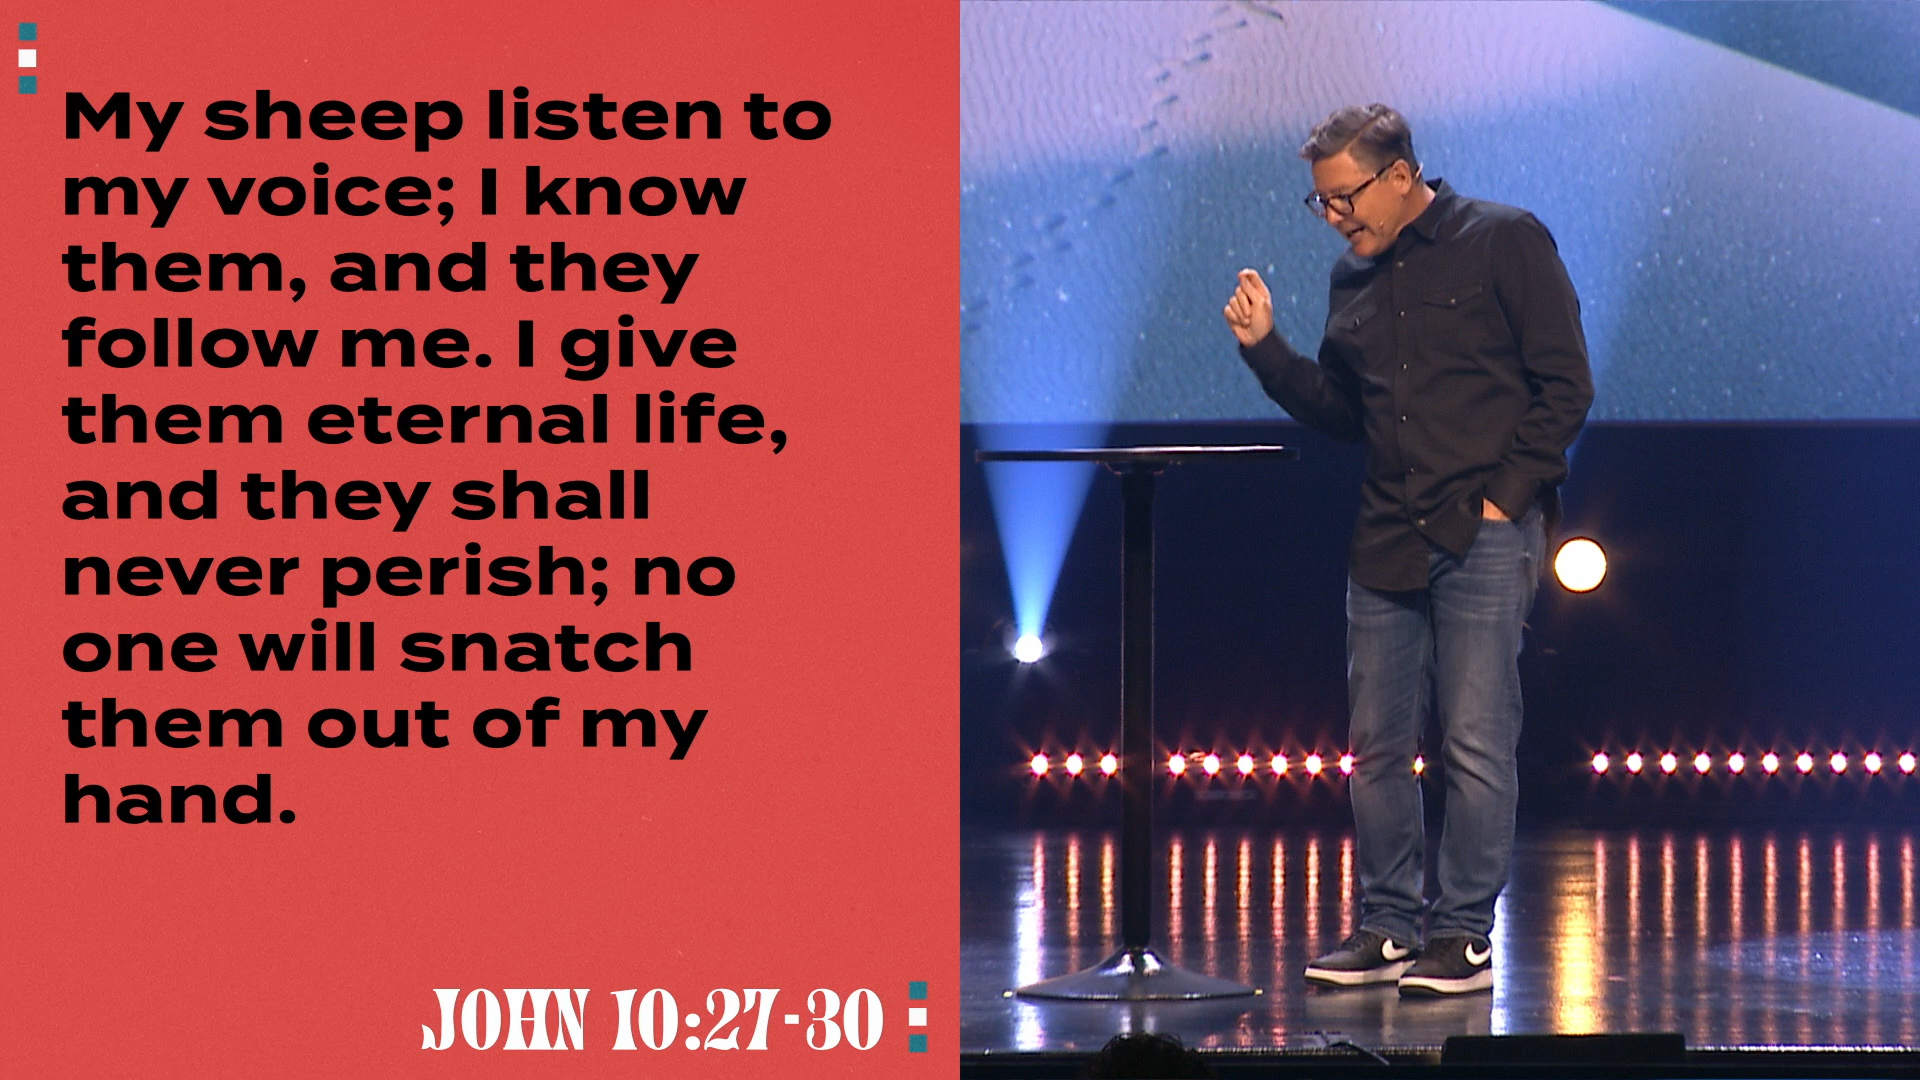 My sheep listen to
my voice; I know
them, and they
follow me. I give
them eternal life,
and they shall
never perish; no
one will snatch
them out of my
hand.
JOHN 10:27-30